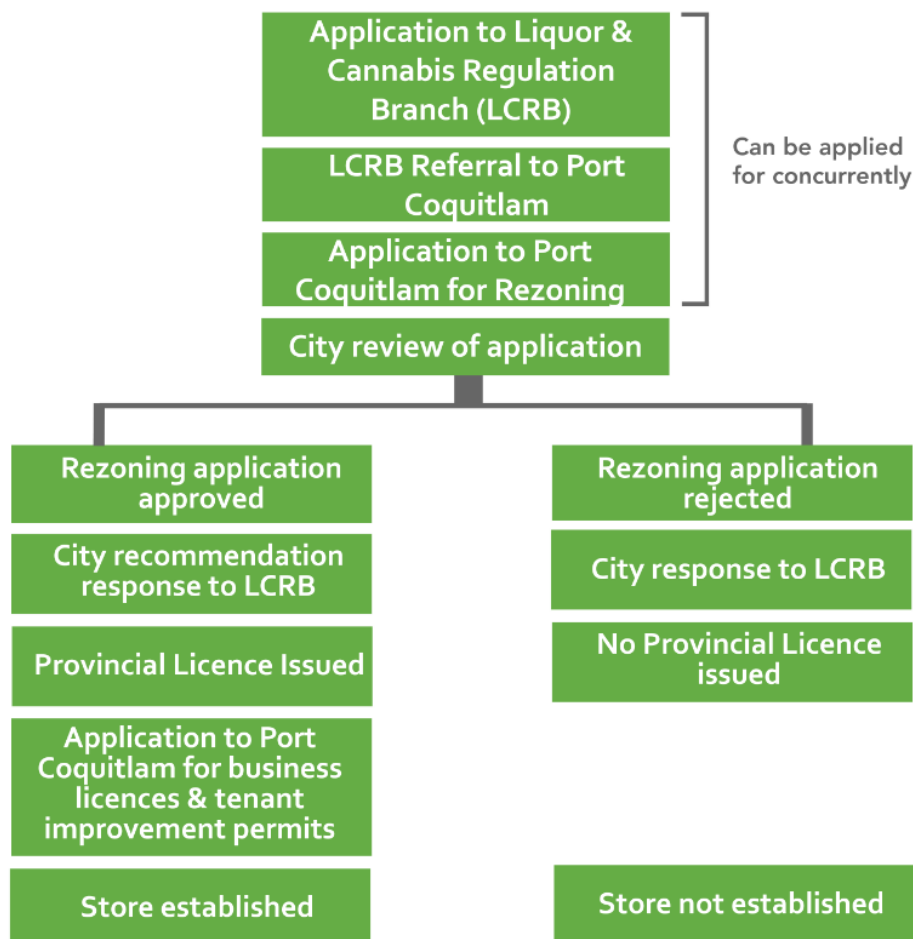 Application to Liquor &
Cannabis Regulation
Branch (LCRB)
LCRB Referral to Port
Coquitlam
Application to Port
Coquitlam for Rezoning
Can be applied
for concurrently
City review of application
Rezoning application
approved
City recommendation
response to LCRB
Provincial Licence Issued
Application to Port
Coquitlam for business
licences & tenant
improvement permits
Store established
Rezoning application
rejected
City response to LCRB
No Provincial Licence
issued
Store not established